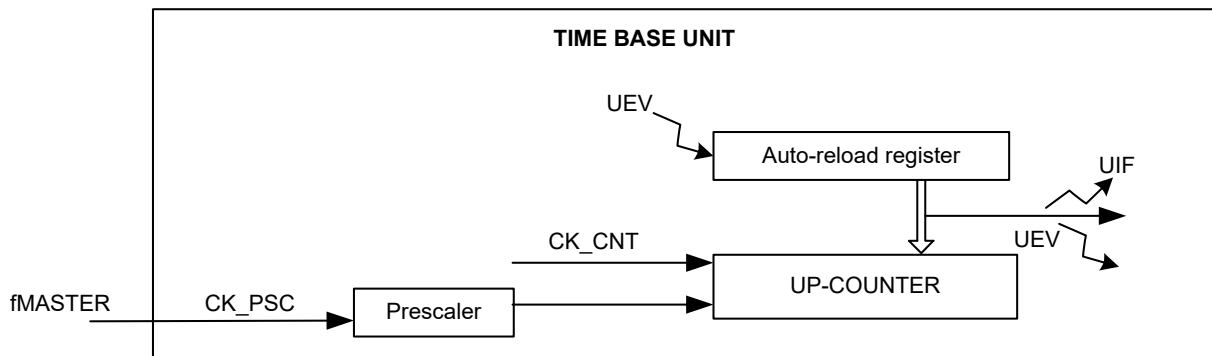 TIME BASE UNIT
UEV
Auto-reload register
UIF
UEV
CK_CNT
UP-COUNTER
fMASTER
CK_PSC
Prescaler